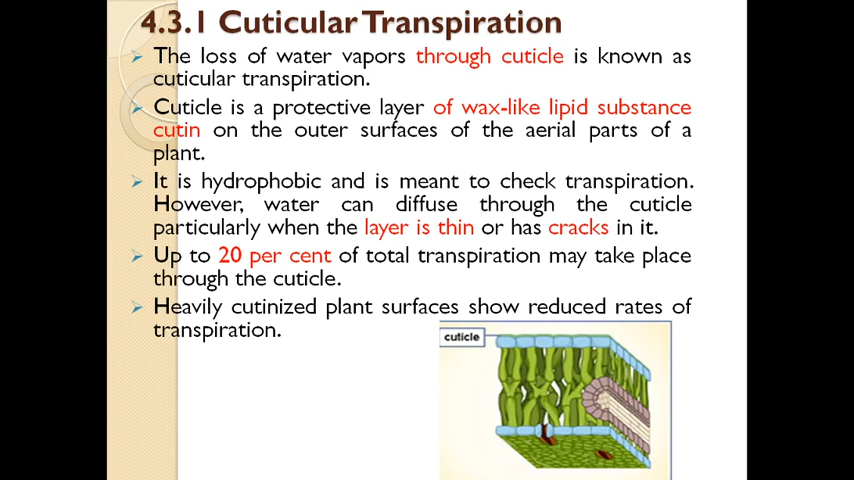 4.3.1 Cuticular Transpiration
The loss of water vapors through cuticle is known as
cuticular transpiration.
Cuticle is a protective layer of wax-like lipid substance
cutin on the outer surfaces of the aerial parts of a
plant.
It is hydrophobic and is meant to check transpiration.
However, water can diffuse through the cuticle
particularly when the layer is thin or has cracks in it.
Up to 20 per cent of total transpiration may take place
through the cuticle.
Heavily cutinized plant surfaces show reduced rates of
transpiration.
cuticle